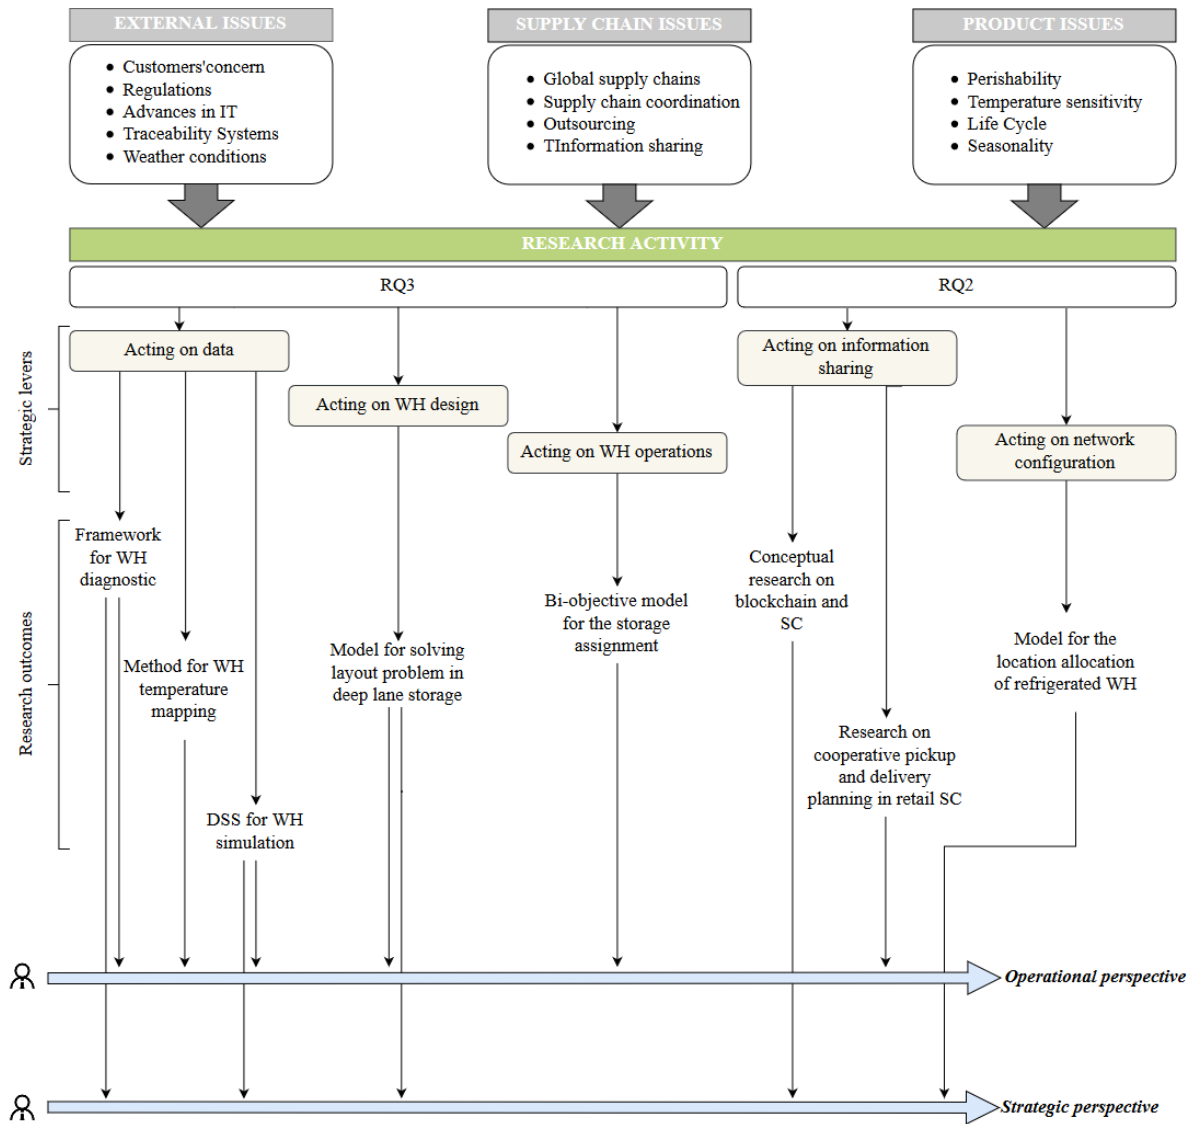 EXTERNAL ISSUES
SUPPLY CHAIN ISSUES
PRODUCT ISSUES
Customers'concern
Regulations
Advances in IT
Traceability Systems
Weather conditions
Global supply chains
Supply chain coordination
Outsourcing
TInformation sharing
Perishability
Temperature sensitivity
Life Cycle
Seasonality
RESEARCH ACTIVITY
RQ3
RQ2
Strategic levers
Acting on data
Acting on WH design
Acting on WH operations
Acting on information
sharing
Acting on network
configuration
Research outcomes
Framework
for WH
diagnostic
Method for WH
temperature
mapping
DSS for WH
simulation
Model for solving
layout problem in
deep lane storage
Bi-objective model
for the storage
assignment
Conceptual
research on
blockchain and
SC
Research on
cooperative pickup
and delivery
planning in retail SC
Model for the
location allocation
of refrigerated WH
Operational perspective
Strategic perspective